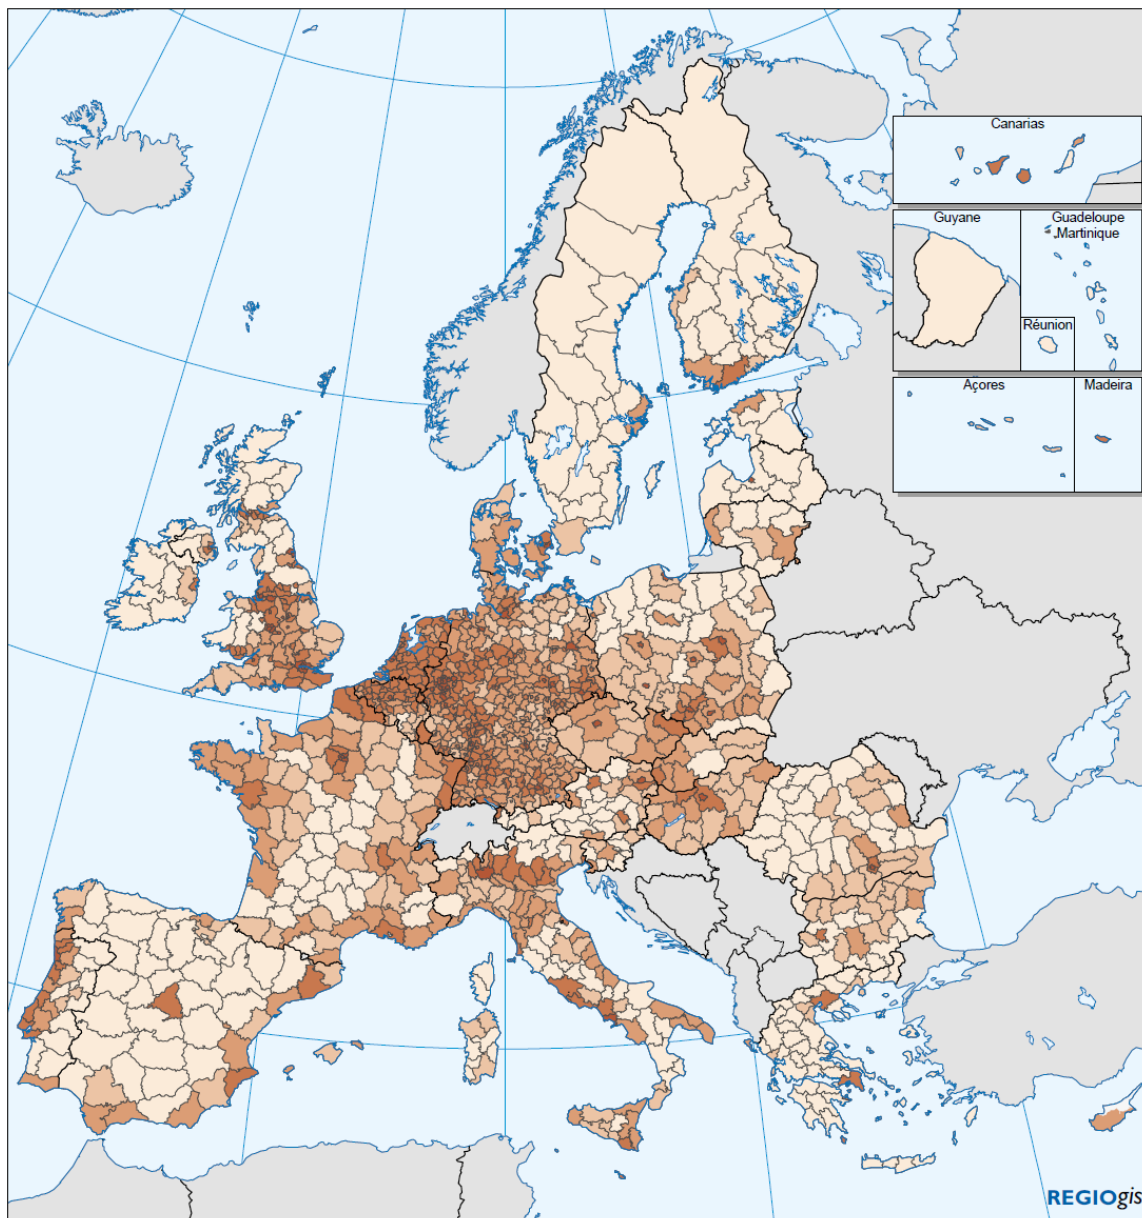 Canarias
Guyane
Guadeloupe
Martinique
Réunion
Açores
Madeira
REGIOgis